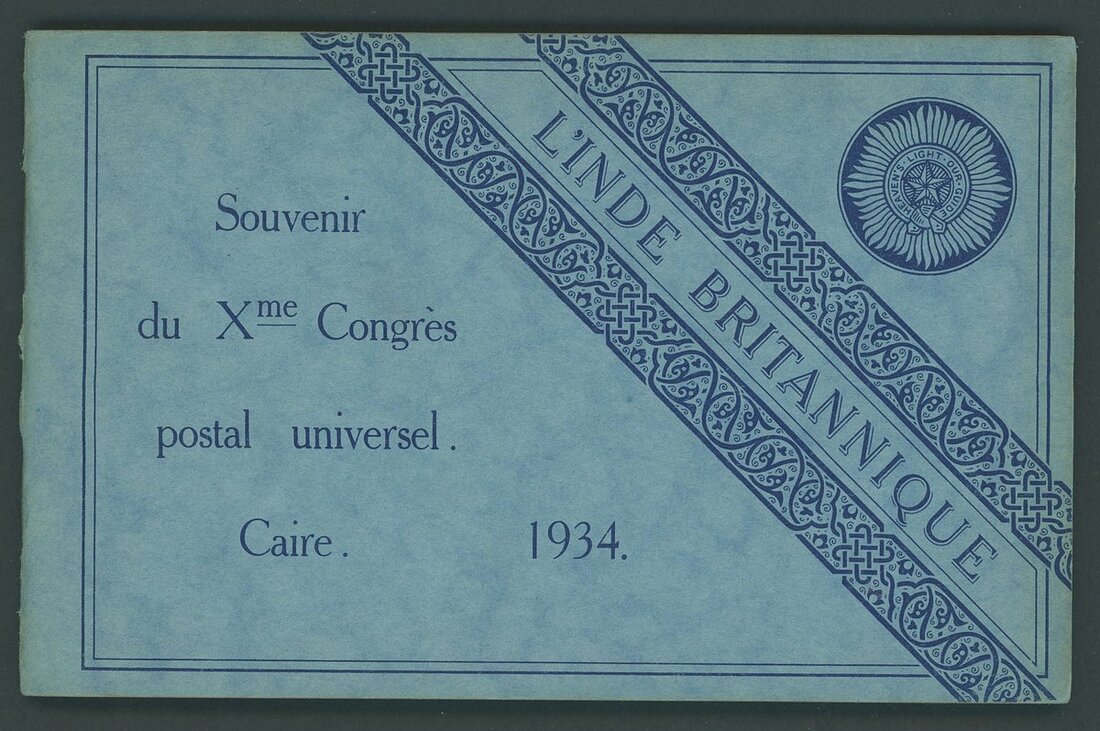 Souvenir
du Xme Congrès
postal universel.
Caire. 1934.
L'INDE BRITANNIQUE
HEAVEN'S·LIGHT·OUR·GUIDE